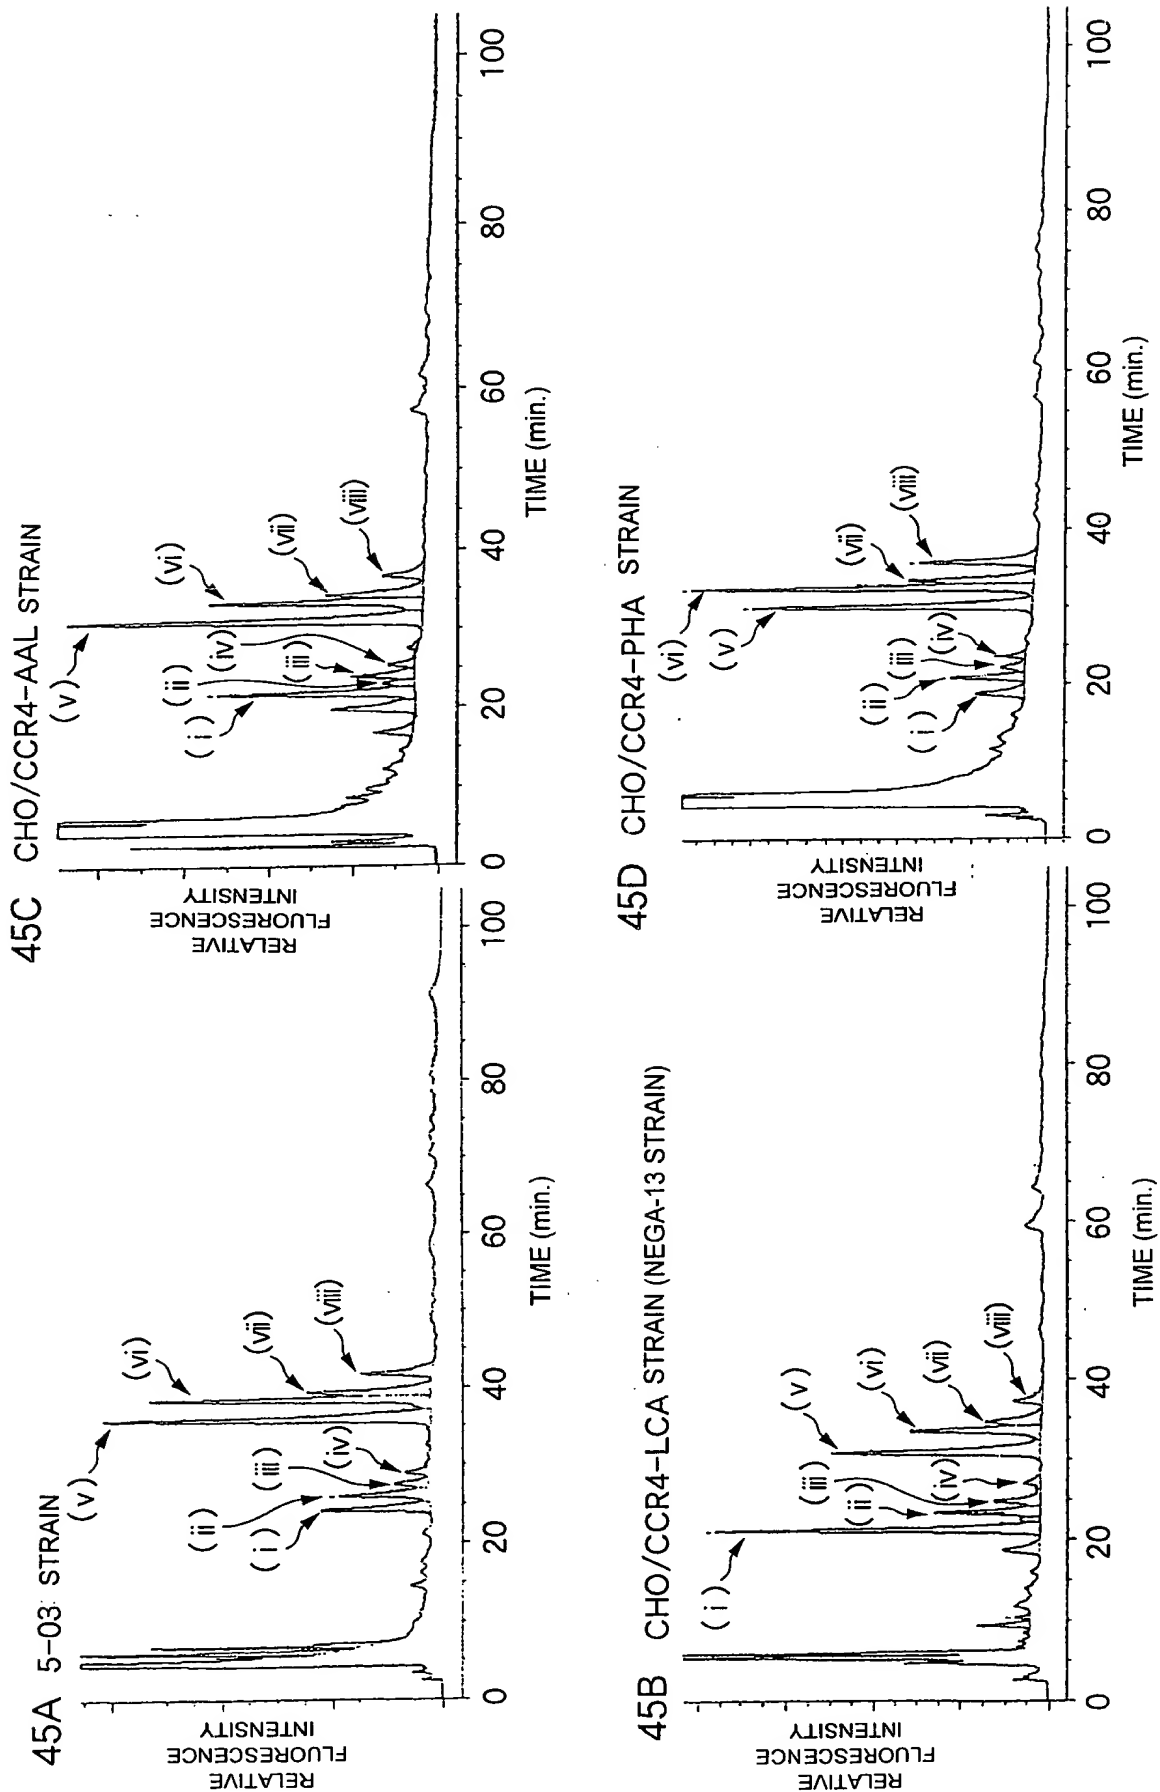 45A 5-03 STRAIN
RELATIVE
FLUORESCENCE
INTENSITY
(i)
(ii)
(iii)
(iv)
(v)
(vi)
(vii)
(viii)
0
20
40
60
80
100
TIME (min.)
45B CHO/CCR4-LCA STRAIN (NEGA-13 STRAIN)
RELATIVE
FLUORESCENCE
INTENSITY
(i)
(ii)
(iii)
(iv)
(v)
(vi)
(vii)
(viii)
0
20
40
60
80
100
TIME (min.)
45C CHO/CCR4-AAL STRAIN
RELATIVE
FLUORESCENCE
INTENSITY
(i)
(ii)
(iii)
(iv)
(v)
(vi)
(vii)
(viii)
0
20
40
60
80
100
TIME (min.)
45D CHO/CCR4-PHA STRAIN
RELATIVE
FLUORESCENCE
INTENSITY
(i)
(ii)
(iii)
(iv)
(v)
(vi)
(vii)
(viii)
0
20
40
60
80
100
TIME (min.)